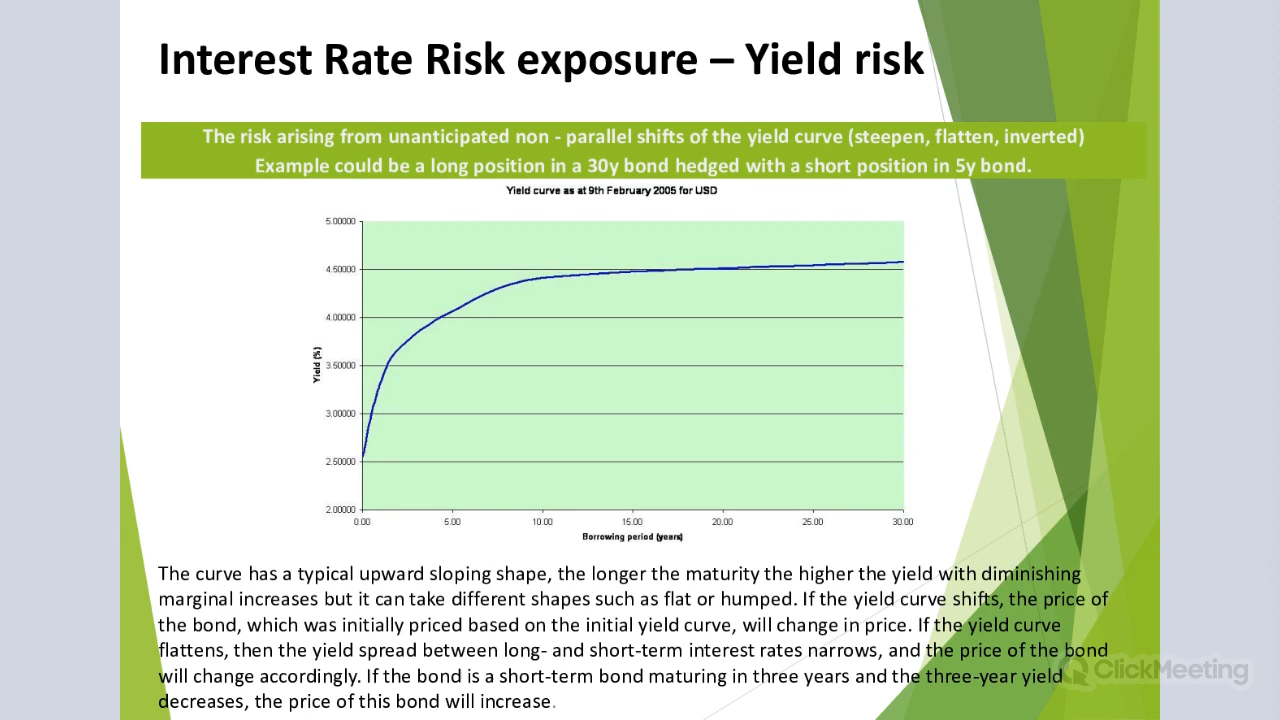 Interest Rate Risk exposure – Yield risk
The risk arising from unanticipated non - parallel shifts of the yield curve (steepen, flatten, inverted)
Example could be a long position in a 30y bond hedged with a short position in 5y bond.
Yield curve as at 9th February 2005 for USD
5.00000
4.50000
4.00000
3.50000
3.00000
2.50000
2.00000
Yield (%)
0.00 5.00 10.00 15.00 20.00 25.00 30.00
Borrowing period (years)
The curve has a typical upward sloping shape, the longer the maturity the higher the yield with diminishing
marginal increases but it can take different shapes such as flat or humped. If the yield curve shifts, the price of
the bond, which was initially priced based on the initial yield curve, will change in price. If the yield curve
flattens, then the yield spread between long- and short-term interest rates narrows, and the price of the bond
will change accordingly. If the bond is a short-term bond maturing in three years and the three-year yield
decreases, the price of this bond will increase.
ClickMeeting